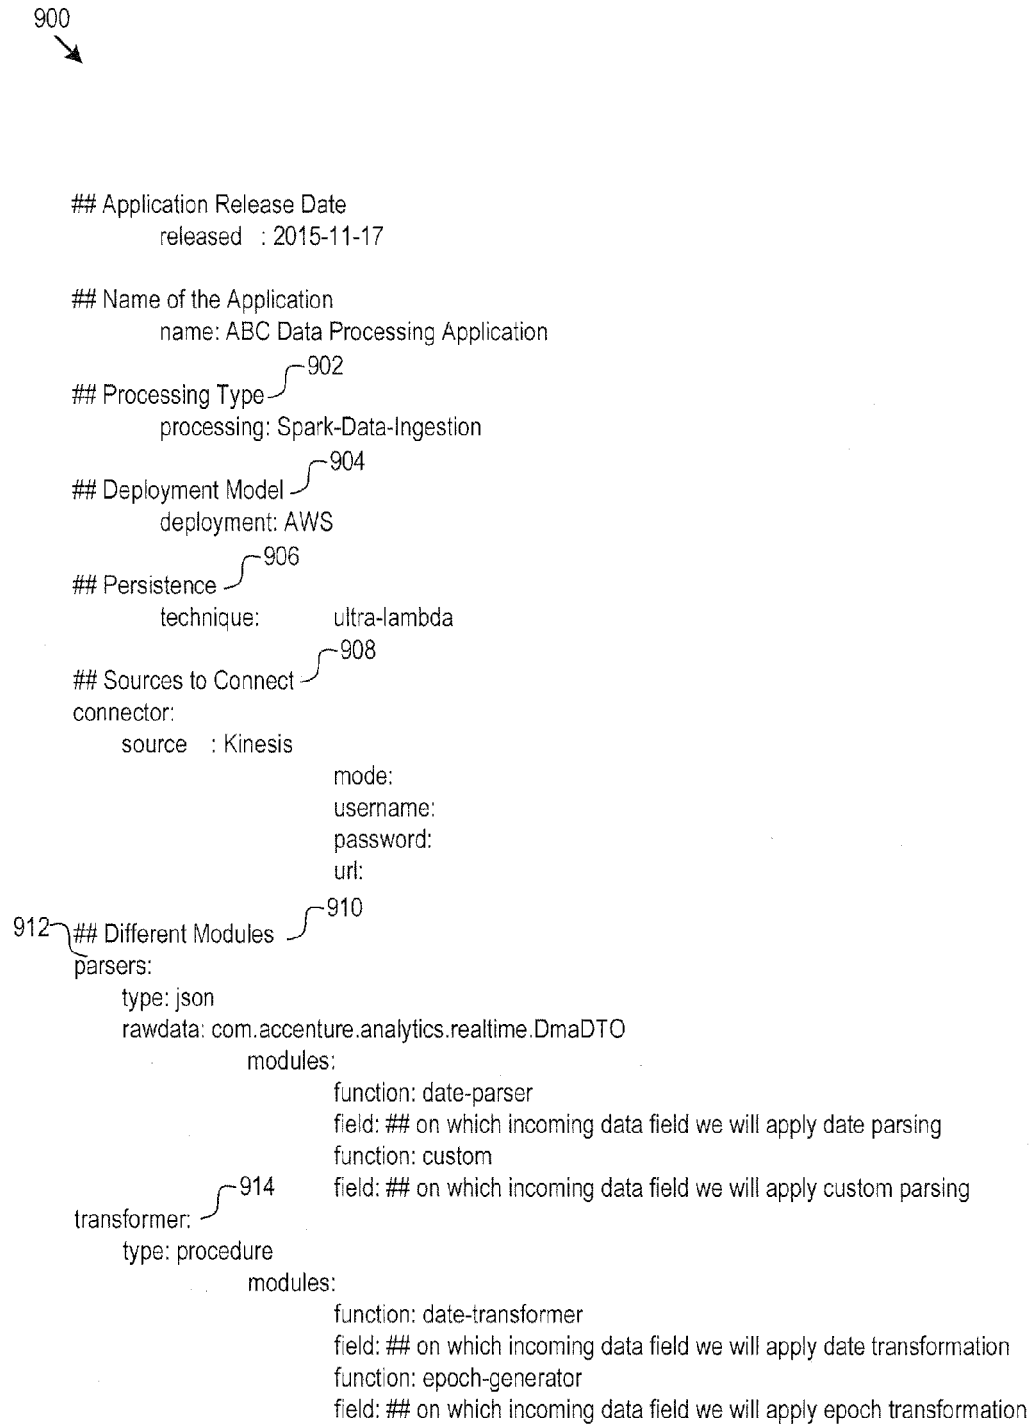 900
## Application Release Date
released : 2015-11-17
## Name of the Application
name: ABC Data Processing Application
902
## Processing Type
processing: Spark-Data-Ingestion
904
## Deployment Model
deployment: AWS
906
## Persistence
technique: ultra-lambda
908
## Sources to Connect
connector:
source : Kinesis
mode:
username:
password:
url:
910
912 ## Different Modules
parsers:
type: json
rawdata: com.accenture.analytics.realtime.DmaDTO
modules:
function: date-parser
field: ## on which incoming data field we will apply date parsing
function: custom
914 field: ## on which incoming data field we will apply custom parsing
transformer:
type: procedure
modules:
function: date-transformer
field: ## on which incoming data field we will apply date transformation
function: epoch-generator
field: ## on which incoming data field we will apply epoch transformation